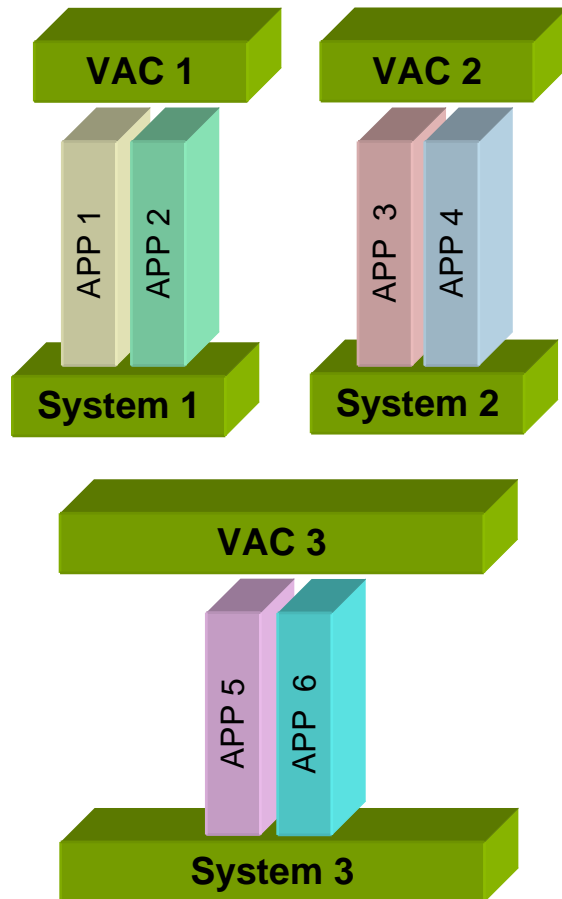 VAC 1
VAC 2
APP 1
APP 2
APP 3
APP 4
System 1
System 2
VAC 3
APP 5
APP 6
System 3